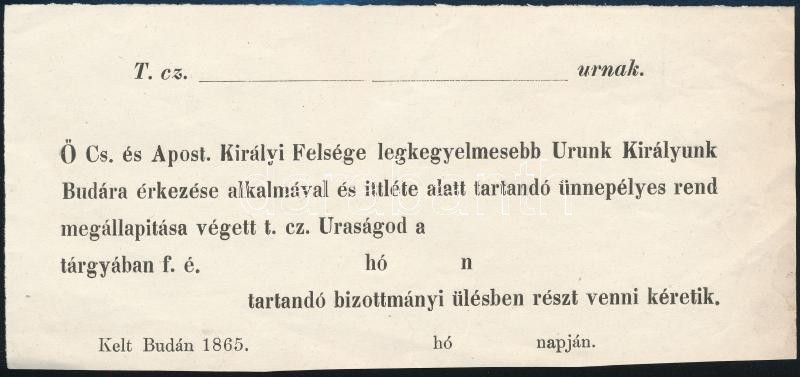 T. cz. urnak.
Ő Cs. és Apost. Királyi Felsége legkegyelmesebb Urunk Királyunk
Budára érkezése alkalmával és ittléte alatt tartandó ünnepélyes rend
megállapitása végett t. cz. Uraságod a
tárgyában f. é. hó n
tartandó bizottmányi ülésben részt venni kéretik.
Kelt Budán 1865. hó napján.